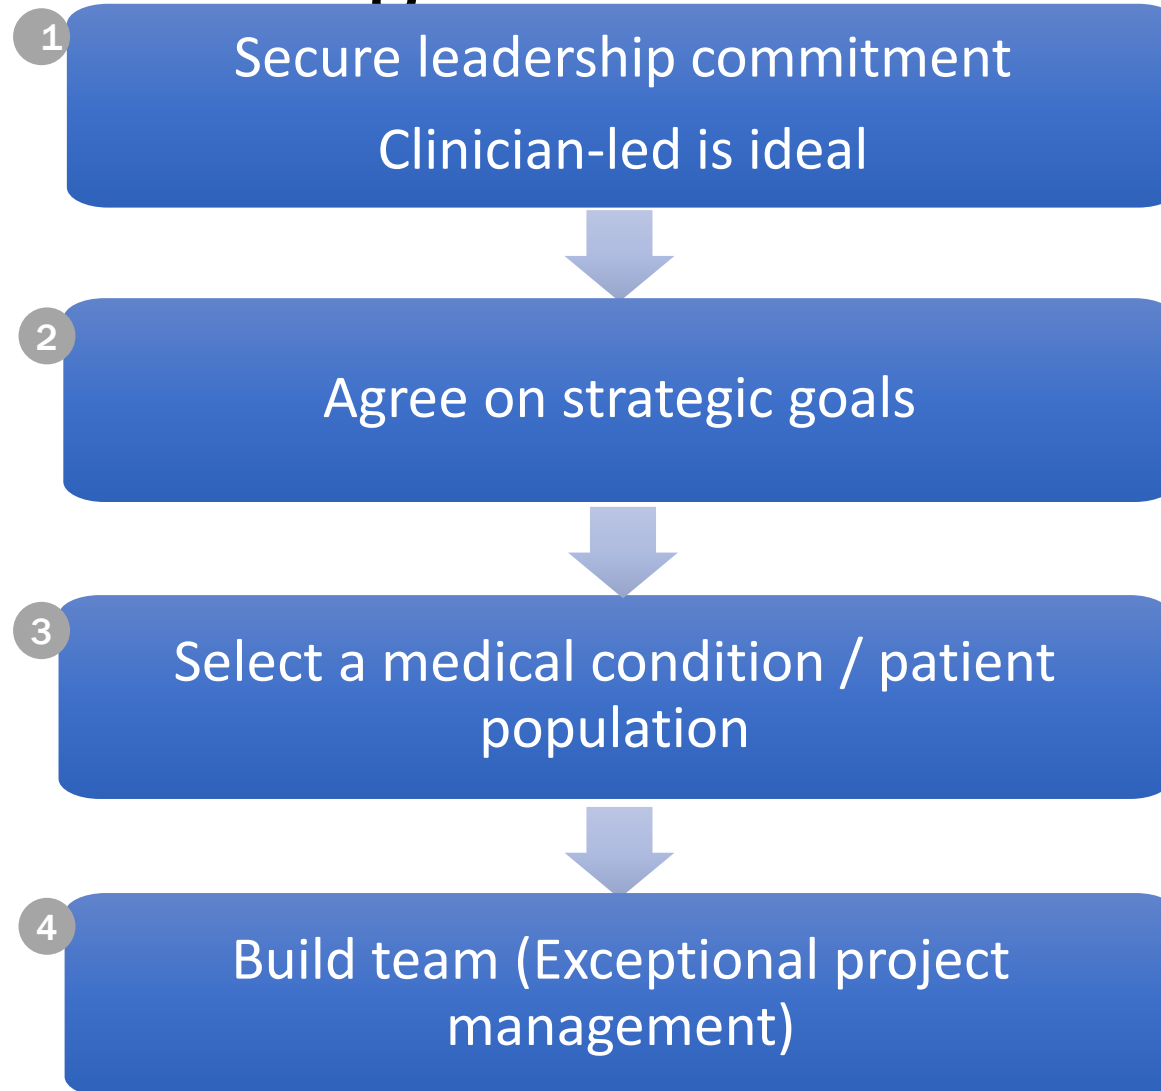 1
Secure leadership commitment
Clinician-led is ideal
2
Agree on strategic goals
3
Select a medical condition / patient
population
4
Build team (Exceptional project
management)